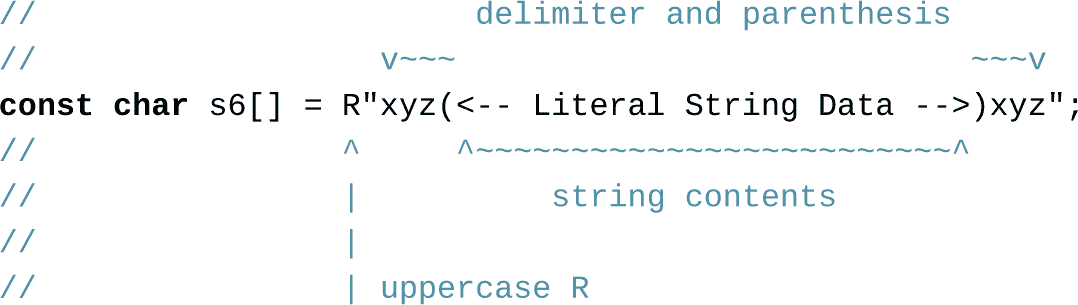 //                       delimiter and parenthesis
//                  v~~~                           ~~~v
const char s6[] = R"xyz(<-- Literal String Data -->)xyz";
//                ^     ^~~~~~~~~~~~~~~~~~~~~~~~~~^
//                |          string contents
//                |
//                | uppercase R